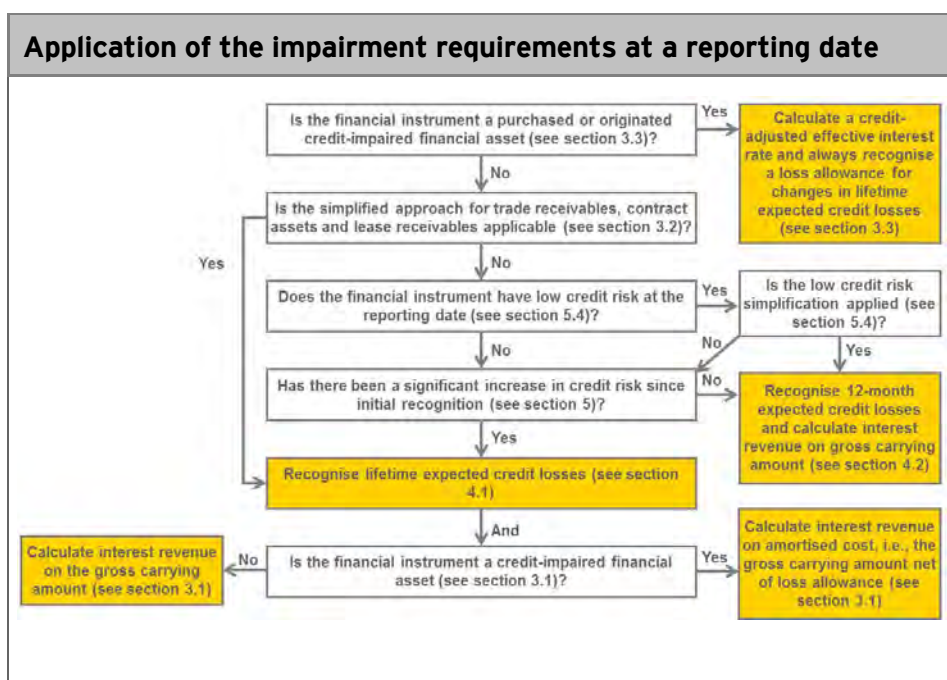 Application of the impairment requirements at a reporting date
Is the financial instrument a purchased or originated
credit-impaired financial asset (see section 3.3)?
Yes
Calculate a credit-
adjusted effective interest
rate and always recognise
a loss allowance for
changes in lifetime
expected credit losses
(see section 3.3)
No
Is the simplified approach for trade receivables, contract
assets and lease receivables applicable (see section 3.2)?
Yes
No
Does the financial instrument have low credit risk at the
reporting date (see section 5.4)?
Yes
Is the low credit risk
simplification applied (see
section 5.4)?
No
No
Yes
Has there been a significant increase in credit risk since
initial recognition (see section 5)?
No
Recognise 12-month
expected credit losses
and calculate interest
revenue on gross carrying
amount (see section 4.2)
Yes
Recognise lifetime expected credit losses (see section
4.1)
And
Is the financial instrument a credit-impaired financial
asset (see section 3.1)?
No
Calculate interest revenue
on the gross carrying
amount (see section 3.1)
Yes
Calculate interest revenue
on amortised cost, i.e., the
gross carrying amount net
of loss allowance (see
section 3.1)